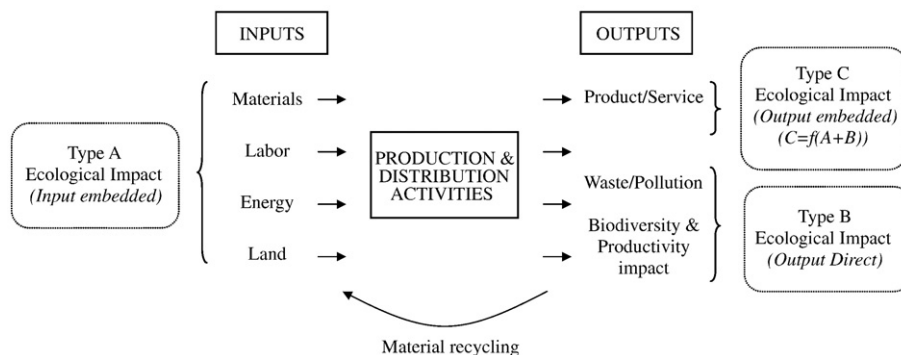 INPUTS
OUTPUTS
Type A
Ecological Impact
(Input embedded)
Materials
Labor
Energy
Land
PRODUCTION &
DISTRIBUTION
ACTIVITIES
Product/Service
Waste/Pollution
Biodiversity &
Productivity
impact
Type C
Ecological Impact
(Output embedded)
(C=f(A+B))
Type B
Ecological Impact
(Output Direct)
Material recycling